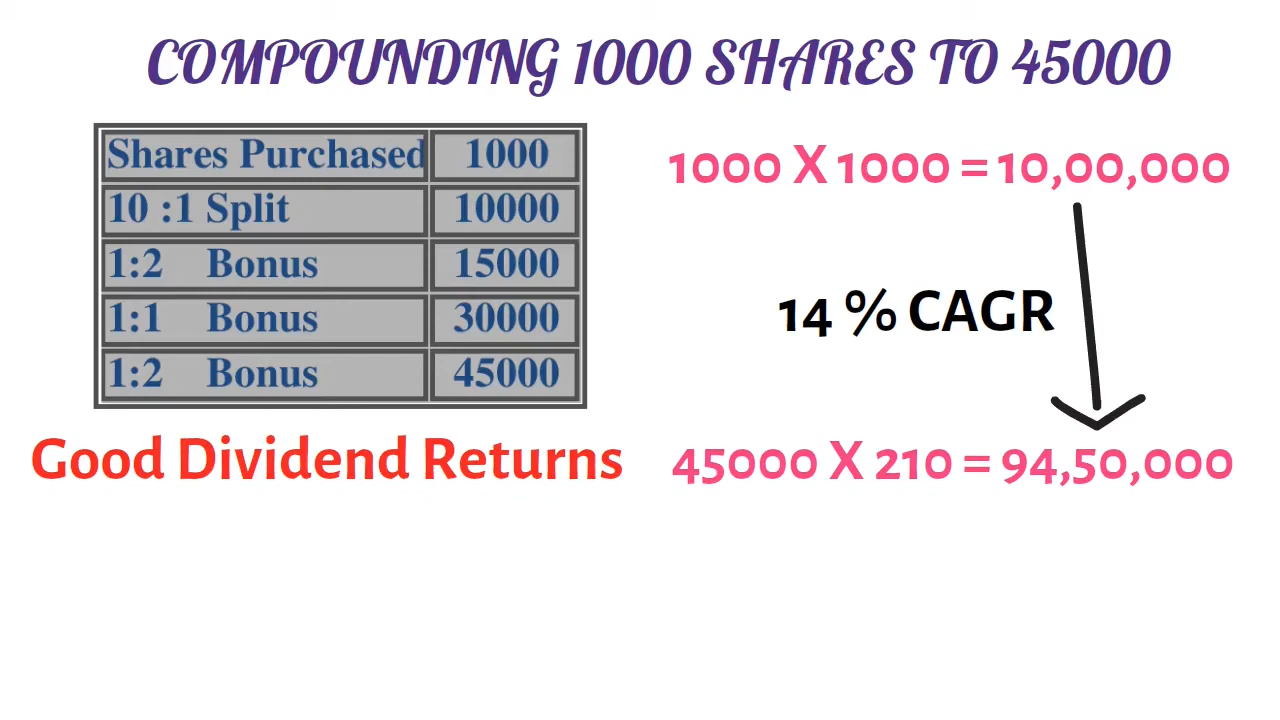 COMPOUNDING 1000 SHARES TO 45000
Shares Purchased 1000
10 :1 Split 10000
1:2 Bonus 15000
1:1 Bonus 30000
1:2 Bonus 45000
Good Dividend Returns
1000 X 1000 = 10,00,000
14 % CAGR
45000 X 210 = 94,50,000